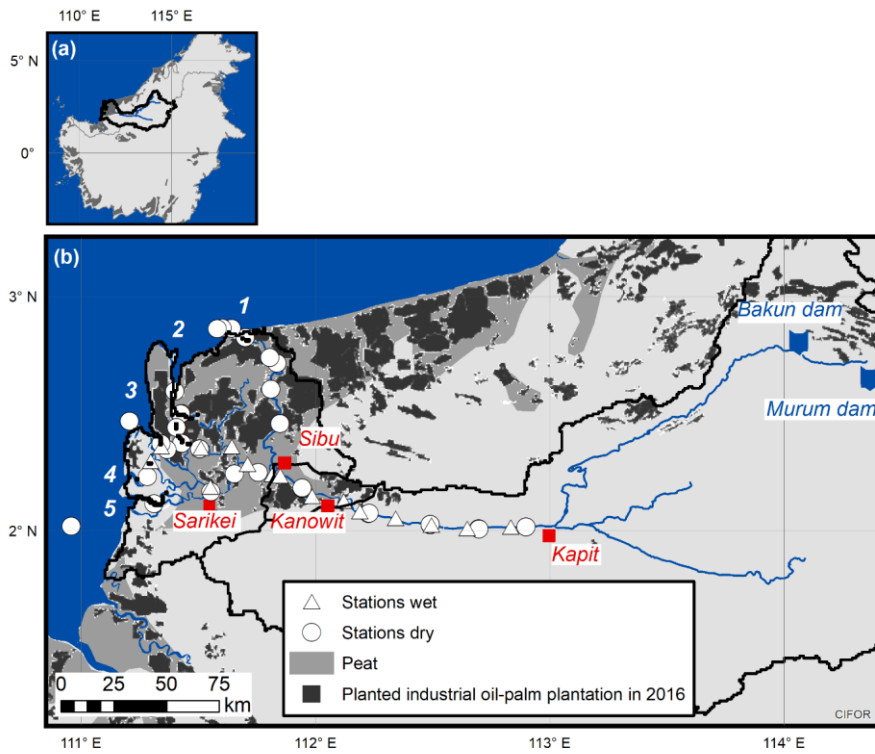 110° E 115° E
(a)
5° N
0°
(b)
3° N
2° N
1
2
3
4
5
Bakun dam
Murum dam
Sibu
Sarikei
Kanowit
Kapit
Stations wet
Stations dry
Peat
Planted industrial oil-palm plantation in 2016
0 25 50 75
km
CIFOR
111° E 112° E 113° E 114° E